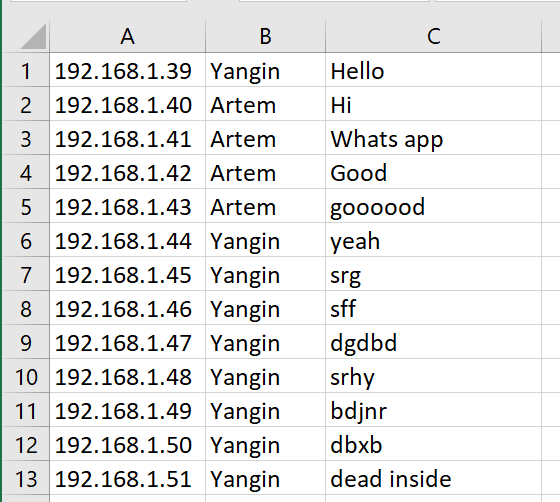 A B C
1 192.168.1.39 Yangin Hello
2 192.168.1.40 Artem Hi
3 192.168.1.41 Artem Whats app
4 192.168.1.42 Artem Good
5 192.168.1.43 Artem goooood
6 192.168.1.44 Yangin yeah
7 192.168.1.45 Yangin srg
8 192.168.1.46 Yangin sff
9 192.168.1.47 Yangin dgdbd
10 192.168.1.48 Yangin srhy
11 192.168.1.49 Yangin bdjnr
12 192.168.1.50 Yangin dbxb
13 192.168.1.51 Yangin dead inside